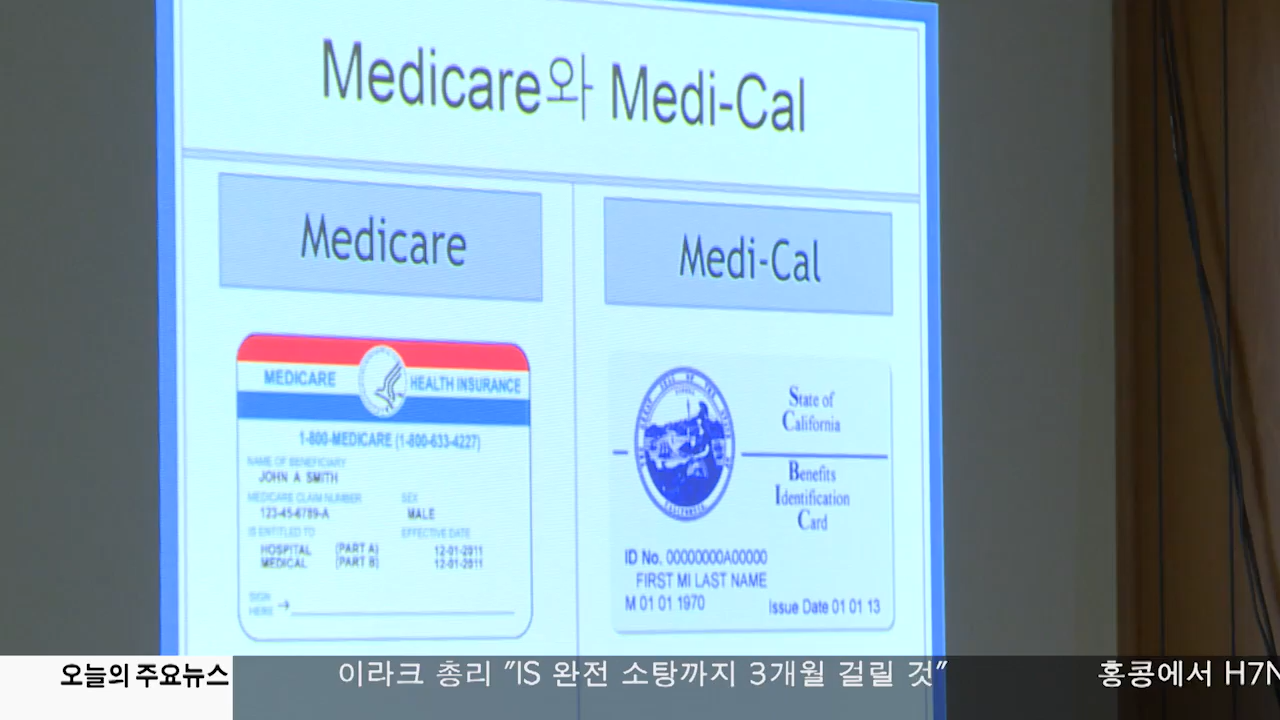 Medicare와 Medi-Cal
Medicare
Medi-Cal
MEDICARE HEALTH INSURANCE
1-800-MEDICARE (1-800-633-4227)
NAME OF BENEFICIARY
JOHN A SMITH
MEDICARE CLAIM NUMBER SEX
123-45-6789-A MALE
IS ENTITLED TO EFFECTIVE DATE
HOSPITAL (PART A) 12-01-2011
MEDICAL (PART B) 12-01-2011
SIGN
HERE →
State of
California
Benefits
Identification
Card
ID No. 00000000A00000
FIRST MI LAST NAME
M 01 01 1970 Issue Date 01 01 13
오늘의 주요뉴스 이라크 총리 "IS 완전 소탕까지 3개월 걸릴 것" 홍콩에서 H7N